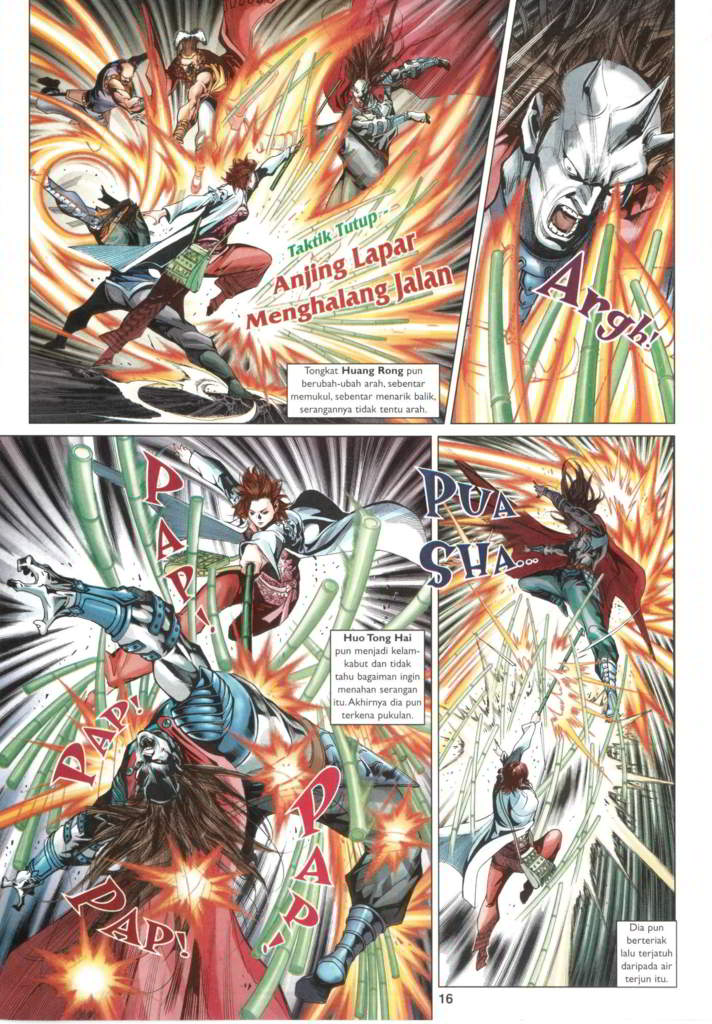 Taktik Tutup...
Anjing Lapar
Menghalang Jalan
Tongkat Huang Rong pun
berubah-ubah arah, sebentar
memukul, sebentar menarik balik,
serangannya tidak tentu arah.
Argh!
PAP PAP!
PAP!
PAP!
PAP PAP!
PAP!
Huo Tong Hai
pun menjadi kelam-
kabut dan tidak
tahu bagaiman ingin
menahan serangan
itu. Akhirnya dia pun
terkena pukulan.
PUA
SHA...
Dia pun
berteriak
lalu terjatuh
daripada air
terjun itu.
16